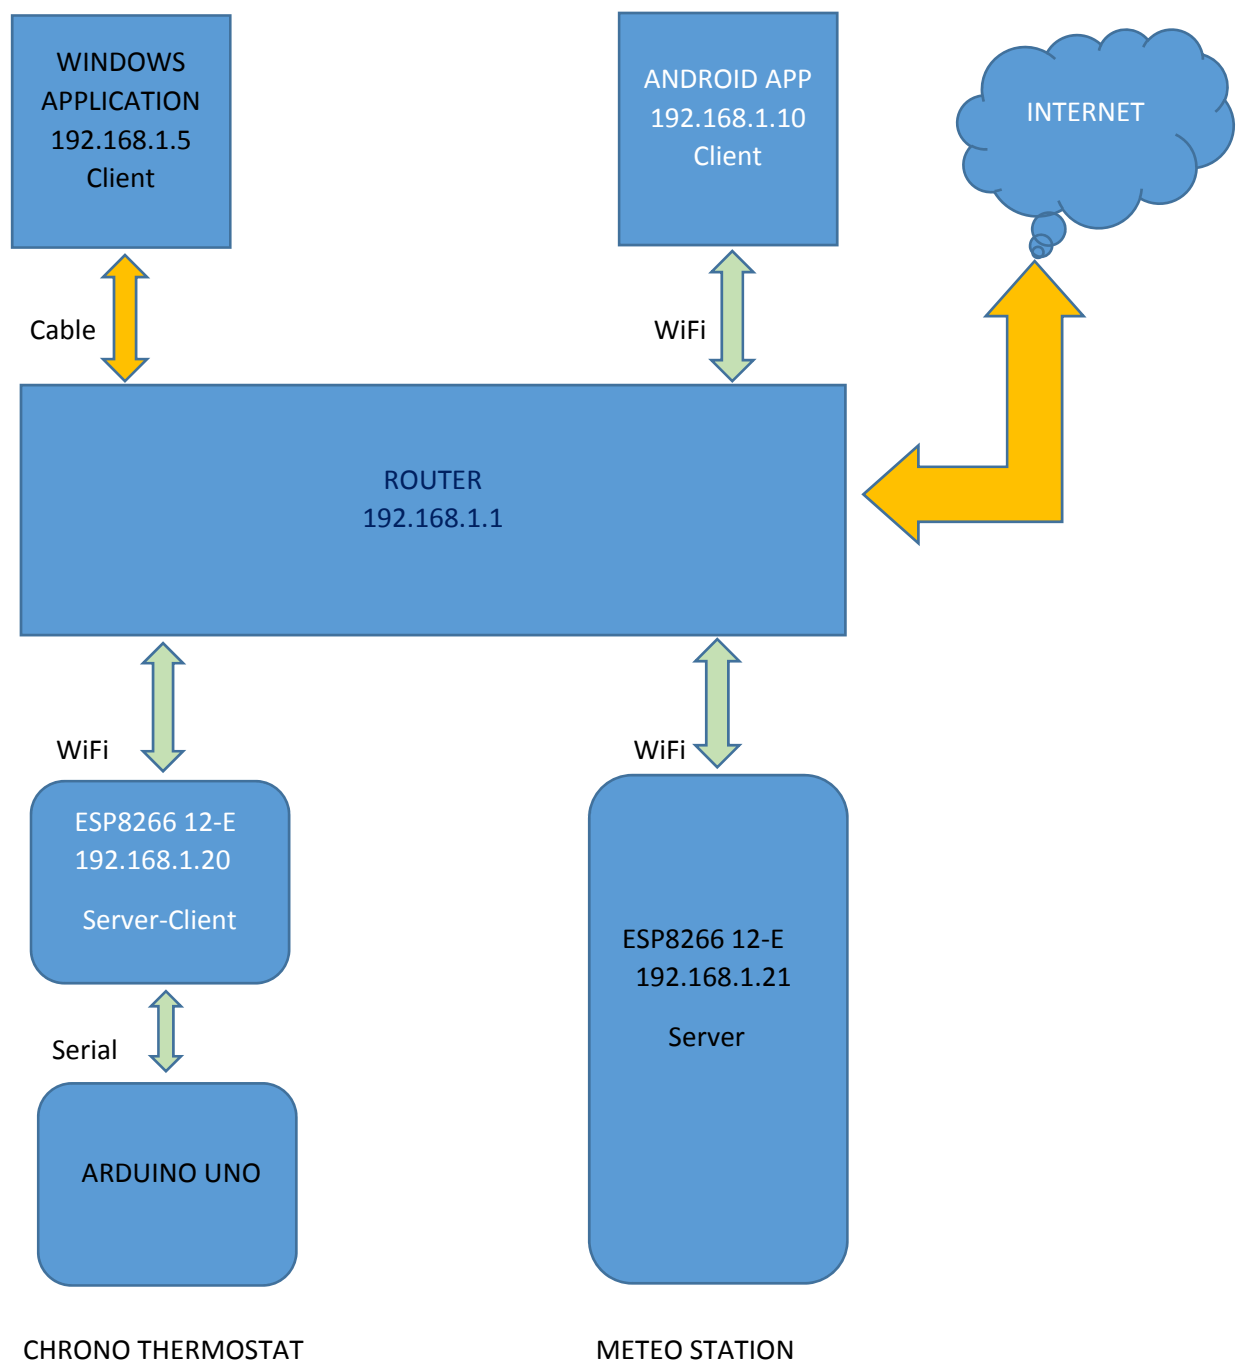 WINDOWS
APPLICATION
192.168.1.5
Client
ANDROID APP
192.168.1.10
Client
INTERNET
Cable
WiFi
ROUTER
192.168.1.1
WiFi
WiFi
ESP8266 12-E
192.168.1.20
Server-Client
ESP8266 12-E
192.168.1.21
Server
Serial
ARDUINO UNO
CHRONO THERMOSTAT
METEO STATION